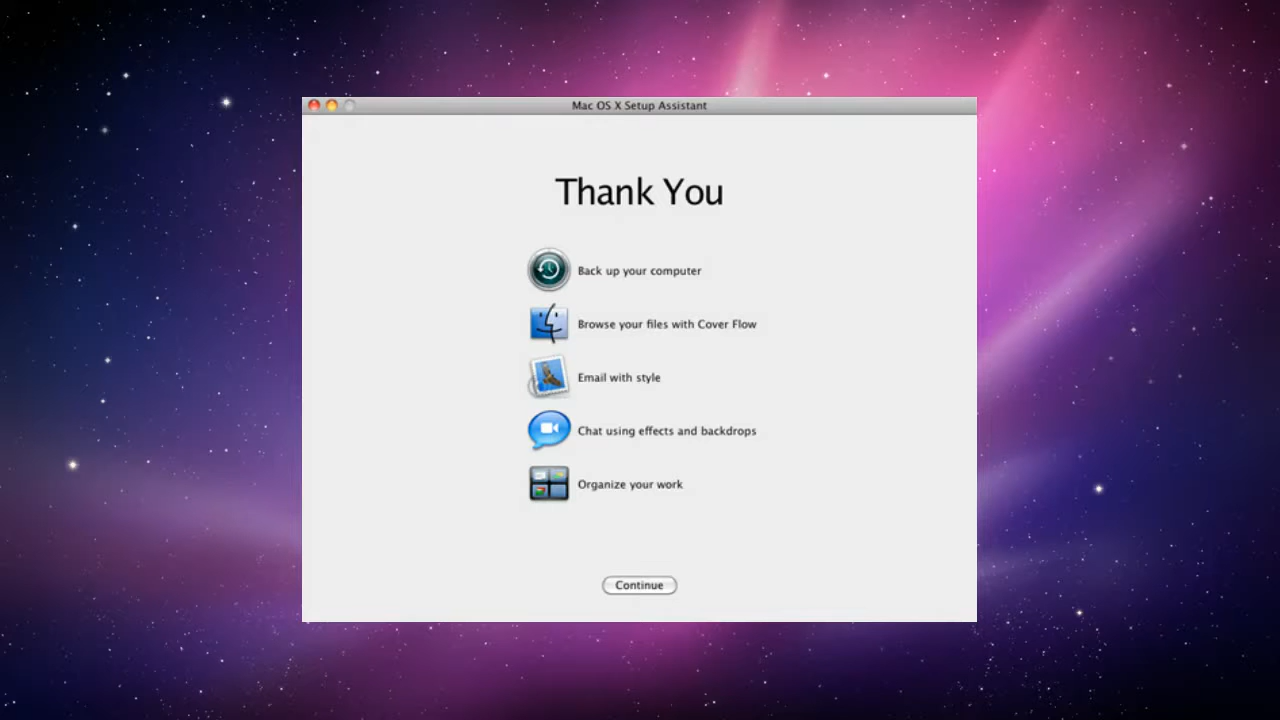 Mac OS X Setup Assistant
Thank You
Back up your computer
Browse your files with Cover Flow
Email with style
Chat using effects and backdrops
Organize your work
Continue